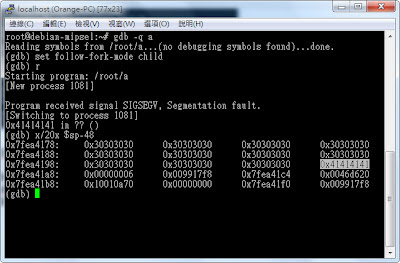 localhost (Orange-PC) [77x23]
連線(C) 編輯(E) 檢視(V) 視窗(W) 選項(O) 說明(H)
root@debian-mipsel:~# gdb -q a
Reading symbols from /root/a...(no debugging symbols found)...done.
(gdb) set follow-fork-mode child
(gdb) r
Starting program: /root/a
[New process 1081]
Program received signal SIGSEGV, Segmentation fault.
[Switching to process 1081]
0x41414141 in ?? ()
(gdb) x/20x $sp-48
0x7fea4178: 0x30303030 0x30303030 0x30303030 0x30303030
0x7fea4188: 0x30303030 0x30303030 0x30303030 0x30303030
0x7fea4198: 0x30303030 0x30303030 0x30303030 0x41414141
0x7fea41a8: 0x00000006 0x009917f8 0x7fea41c4 0x0046d620
0x7fea41b8: 0x10010a70 0x00000000 0x7fea41f0 0x009917f8
(gdb)